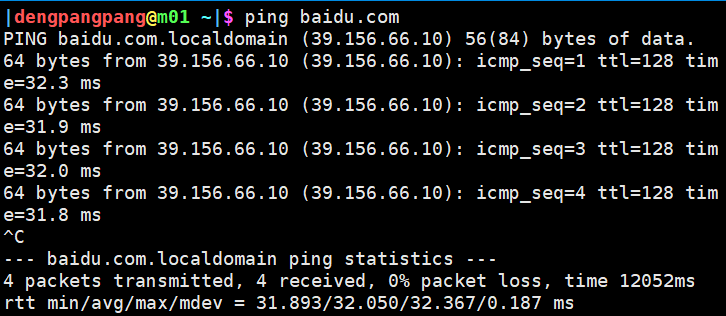 |dengpangpang@m01 ~|$ ping baidu.com
PING baidu.com.localdomain (39.156.66.10) 56(84) bytes of data.
64 bytes from 39.156.66.10 (39.156.66.10): icmp_seq=1 ttl=128 tim
e=32.3 ms
64 bytes from 39.156.66.10 (39.156.66.10): icmp_seq=2 ttl=128 tim
e=31.9 ms
64 bytes from 39.156.66.10 (39.156.66.10): icmp_seq=3 ttl=128 tim
e=32.0 ms
64 bytes from 39.156.66.10 (39.156.66.10): icmp_seq=4 ttl=128 tim
e=31.8 ms
^C
--- baidu.com.localdomain ping statistics ---
4 packets transmitted, 4 received, 0% packet loss, time 12052ms
rtt min/avg/max/mdev = 31.893/32.050/32.367/0.187 ms